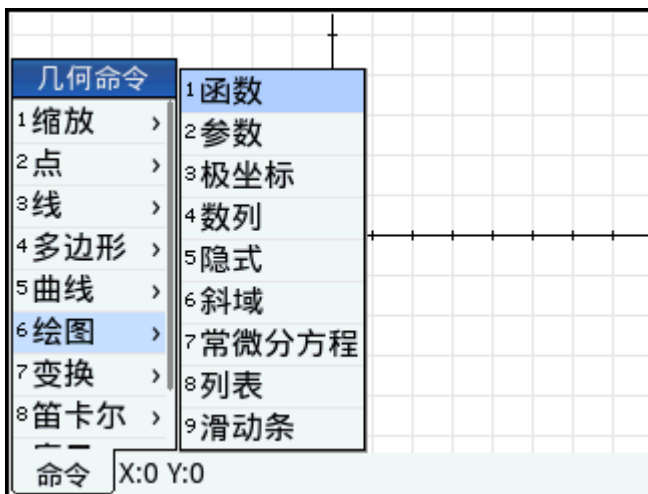 几何命令
1缩放
2点
3线
4多边形
5曲线
6绘图
7变换
8笛卡尔
1函数
2参数
3极坐标
4数列
5隐式
6斜域
7常微分方程
8列表
9滑动条
命令 X:0 Y:0